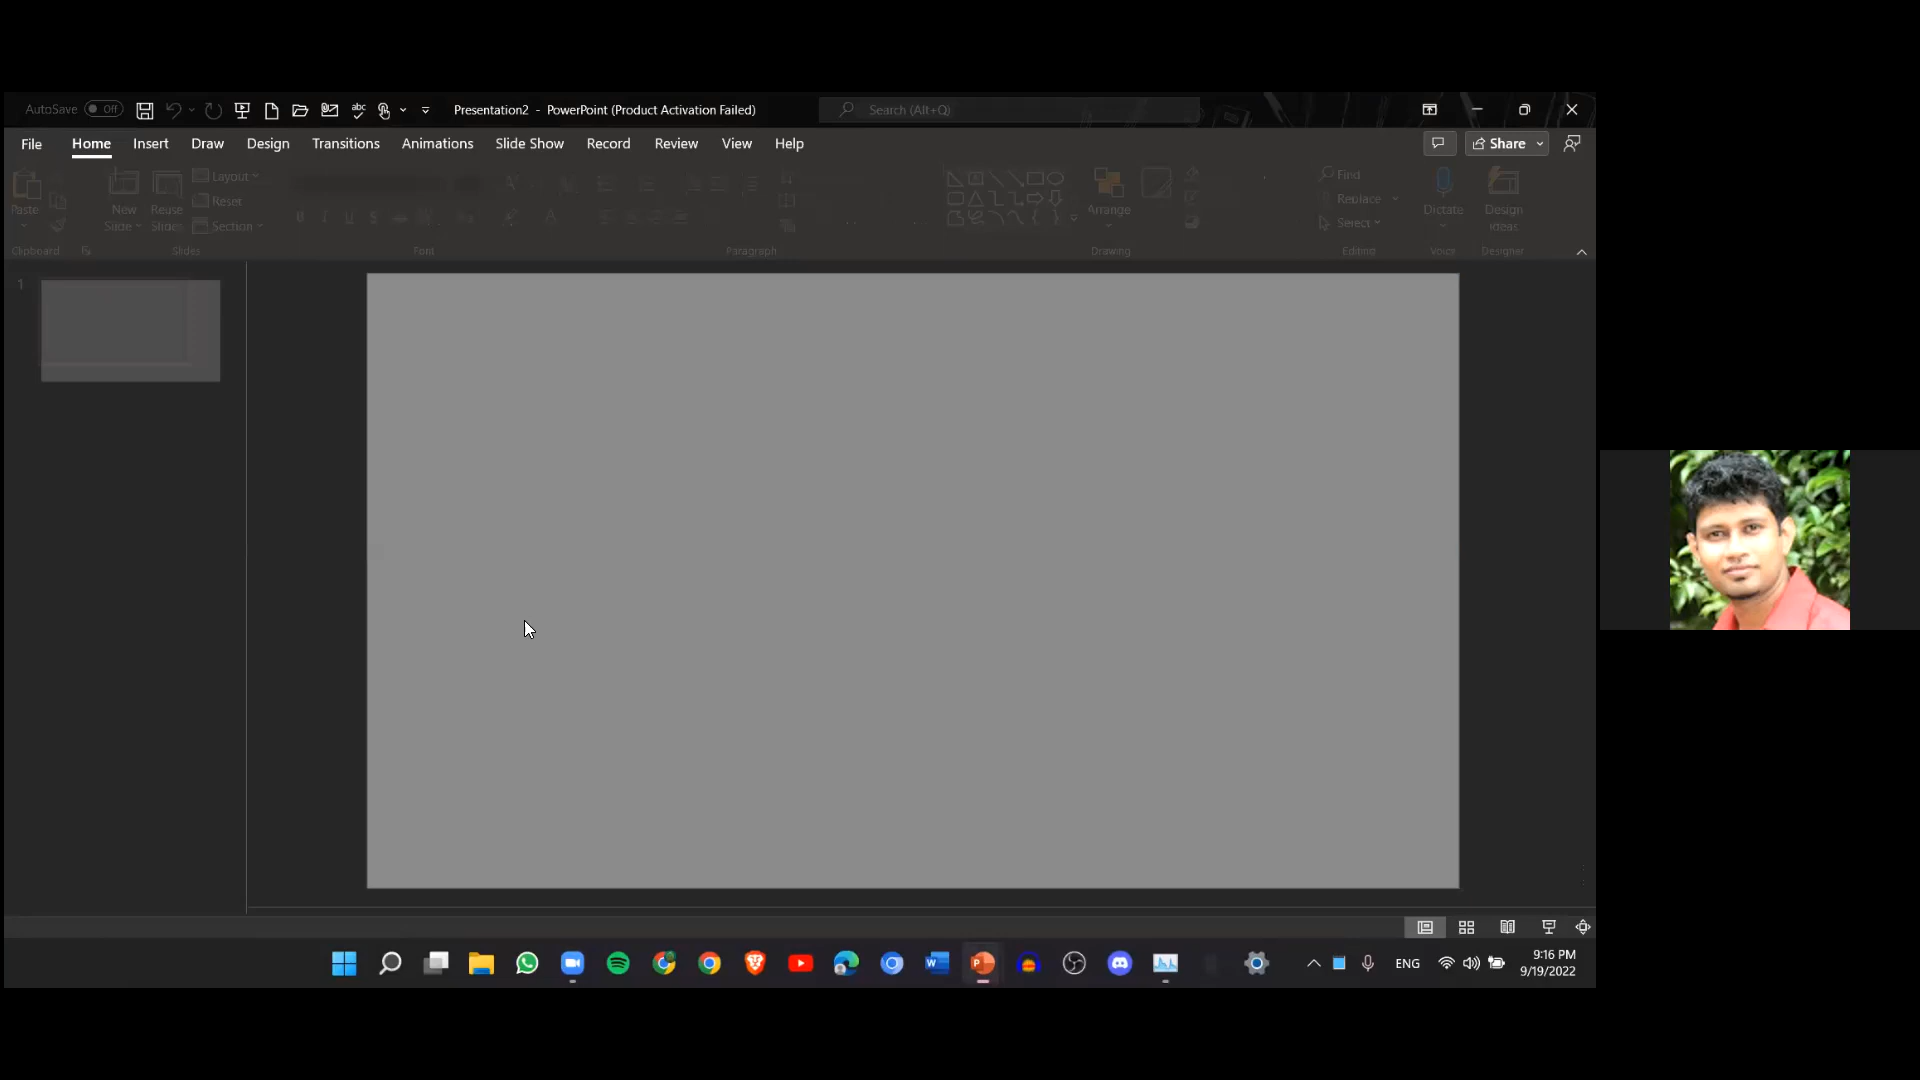 AutoSave Off abc Presentation2 - PowerPoint (Product Activation Failed) Search (Alt+Q)
File Home Insert Draw Design Transitions Animations Slide Show Record Review View Help Share
Paste New Slide Reuse Slides Layout Reset Section Arrange Find Replace Select Dictate Design Ideas
Clipboard Slides Font Paragraph Drawing Editing Voice Designer
1
ENG 9:16 PM
9/19/2022